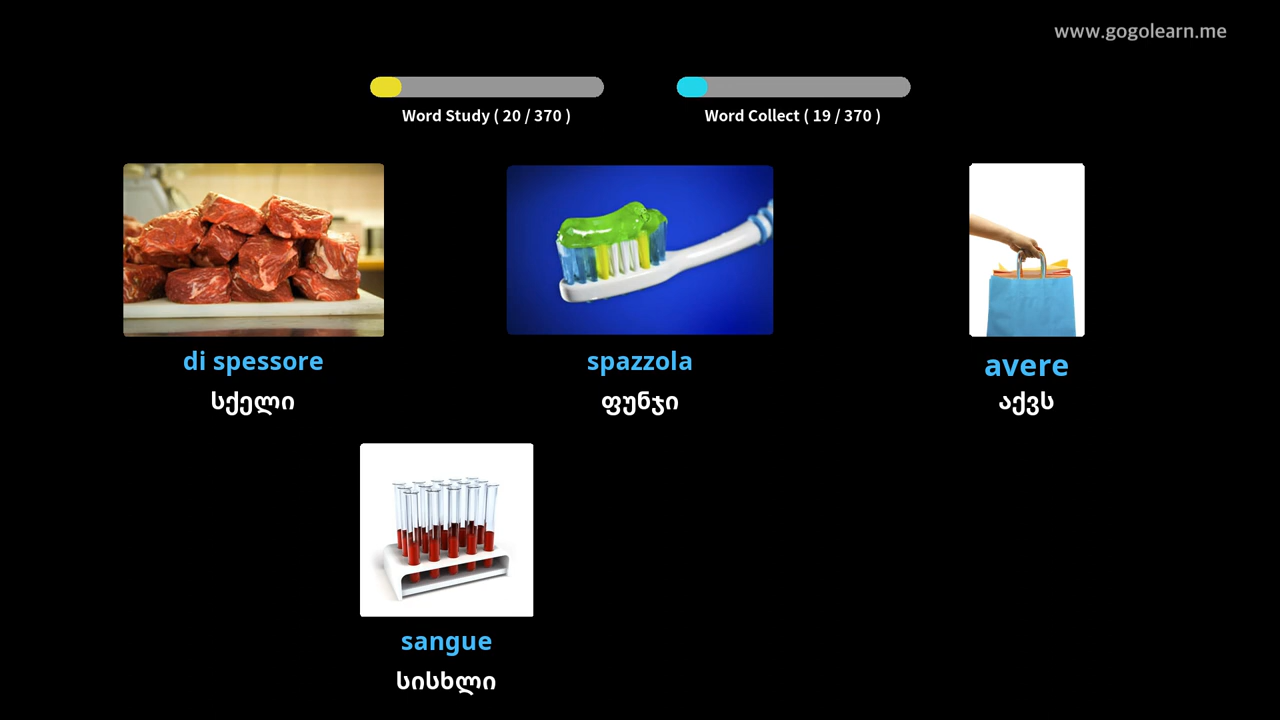 www.gogolearn.me
Word Study ( 20 / 370 )
Word Collect ( 19 / 370 )
di spessore
სქელი
spazzola
ფუნჯი
avere
აქვს
sangue
სისხლი